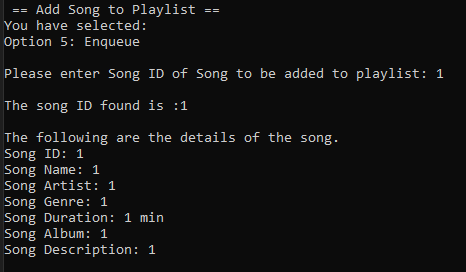 == Add Song to Playlist ==
You have selected:
Option 5: Enqueue
Please enter Song ID of Song to be added to playlist: 1
The song ID found is :1
The following are the details of the song.
Song ID: 1
Song Name: 1
Song Artist: 1
Song Genre: 1
Song Duration: 1 min
Song Album: 1
Song Description: 1